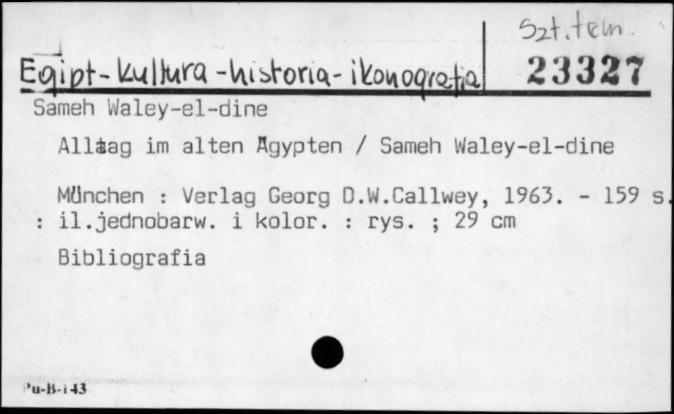 Szt. tem.
Egipt-kultura-historia-ikonografia
23327
Sameh Waley-el-dine
Alltag im alten Ägypten / Sameh Waley-el-dine
München : Verlag Georg D.W.Callwey, 1963. - 159 s.
: il.jednobarw. i kolor. : rys. ; 29 cm
Bibliografia
Pu-B-143